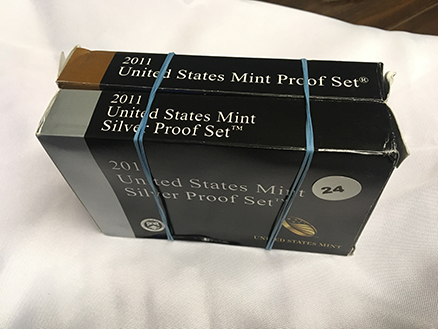 2011
United States Mint Proof Set®
2011
United States Mint
Silver Proof Set™
2011
United States Mint
Silver Proof Set™
24
UNITED STATES MINT